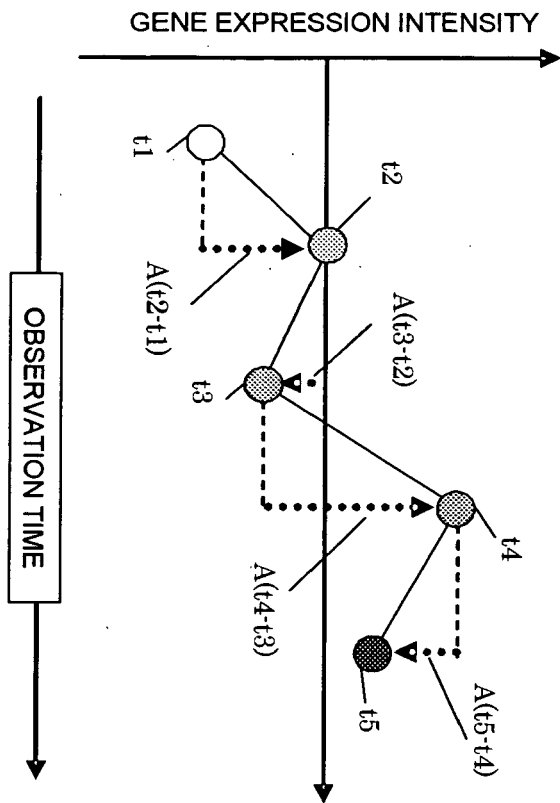 GENE EXPRESSION INTENSITY
t1
t2
A(t2-t1)
A(t3-t2)
t3
t4
A(t4-t3)
t5
A(t5-t4)
OBSERVATION TIME